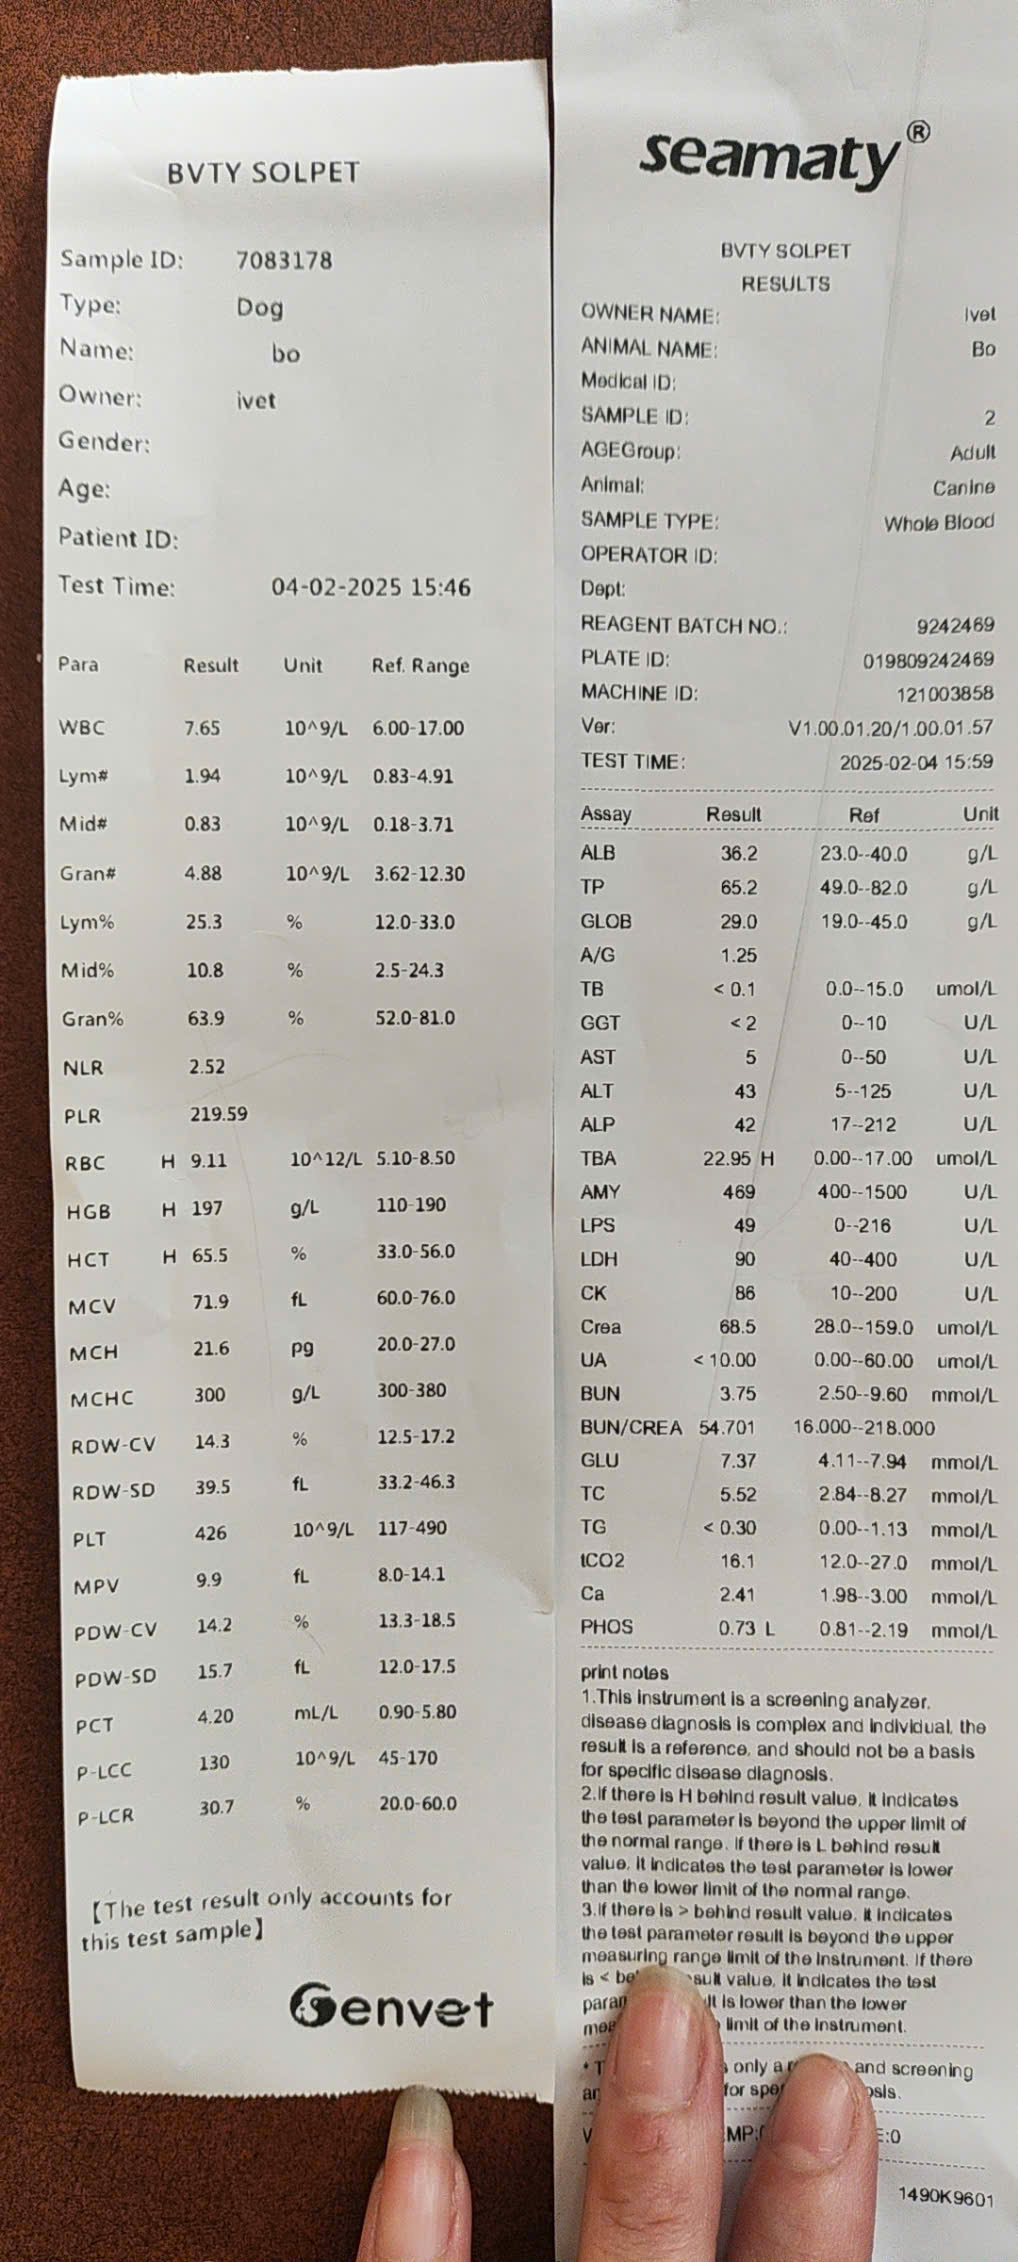 BVTY SOLPET
Sample ID: 7083178
Type: Dog
Name: bo
Owner: ivet
Gender:
Age:
Patient ID:
Test Time: 04-02-2025 15:46
Para Result Unit Ref. Range
WBC 7.65 10^9/L 6.00-17.00
Lym# 1.94 10^9/L 0.83-4.91
Mid# 0.83 10^9/L 0.18-3.71
Gran# 4.88 10^9/L 3.62-12.30
Lym% 25.3 % 12.0-33.0
Mid% 10.8 % 2.5-24.3
Gran% 63.9 % 52.0-81.0
NLR 2.52
PLR 219.59
RBC H 9.11 10^12/L 5.10-8.50
HGB H 197 g/L 110-190
HCT H 65.5 % 33.0-56.0
MCV 71.9 fL 60.0-76.0
MCH 21.6 pg 20.0-27.0
MCHC 300 g/L 300-380
RDW-CV 14.3 % 12.5-17.2
RDW-SD 39.5 fL 33.2-46.3
PLT 426 10^9/L 117-490
MPV 9.9 fL 8.0-14.1
PDW-CV 14.2 % 13.3-18.5
PDW-SD 15.7 fL 12.0-17.5
PCT 4.20 mL/L 0.90-5.80
P-LCC 130 10^9/L 45-170
P-LCR 30.7 % 20.0-60.0
【The test result only accounts for
this test sample】
Genvet
seamaty®
BVTY SOLPET
RESULTS
OWNER NAME: Ivet
ANIMAL NAME: Bo
Medical ID:
SAMPLE ID: 2
AGEGroup: Adult
Animal: Canine
SAMPLE TYPE: Whole Blood
OPERATOR ID:
Dept:
REAGENT BATCH NO.: 9242469
PLATE ID: 019809242469
MACHINE ID: 121003858
Ver: V1.00.01.20/1.00.01.57
TEST TIME: 2025-02-04 15:59
Assay Result Ref Unit
ALB 36.2 23.0--40.0 g/L
TP 65.2 49.0--82.0 g/L
GLOB 29.0 19.0--45.0 g/L
A/G 1.25
TB < 0.1 0.0--15.0 umol/L
GGT < 2 0--10 U/L
AST 5 0--50 U/L
ALT 43 5--125 U/L
ALP 42 17--212 U/L
TBA 22.95 H 0.00--17.00 umol/L
AMY 469 400--1500 U/L
LPS 49 0--216 U/L
LDH 90 40--400 U/L
CK 86 10--200 U/L
Crea 68.5 28.0--159.0 umol/L
UA < 10.00 0.00--60.00 umol/L
BUN 3.75 2.50--9.60 mmol/L
BUN/CREA 54.701 16.000--218.000
GLU 7.37 4.11--7.94 mmol/L
TC 5.52 2.84--8.27 mmol/L
TG < 0.30 0.00--1.13 mmol/L
tCO2 16.1 12.0--27.0 mmol/L
Ca 2.41 1.98--3.00 mmol/L
PHOS 0.73 L 0.81--2.19 mmol/L
print notes
1.This instrument is a screening analyzer,
disease diagnosis is complex and individual, the
result is a reference, and should not be a basis
for specific disease diagnosis.
2.If there is H behind result value, it indicates
the test parameter is beyond the upper limit of
the normal range. If there is L behind result
value, it indicates the test parameter is lower
than the lower limit of the normal range.
3.If there is > behind result value, it indicates
the test parameter result is beyond the upper
measuring range limit of the instrument. If there
is < value, it indicates the test
is lower than the lower
limit of the instrument.
only a and screening
for
1490K9601